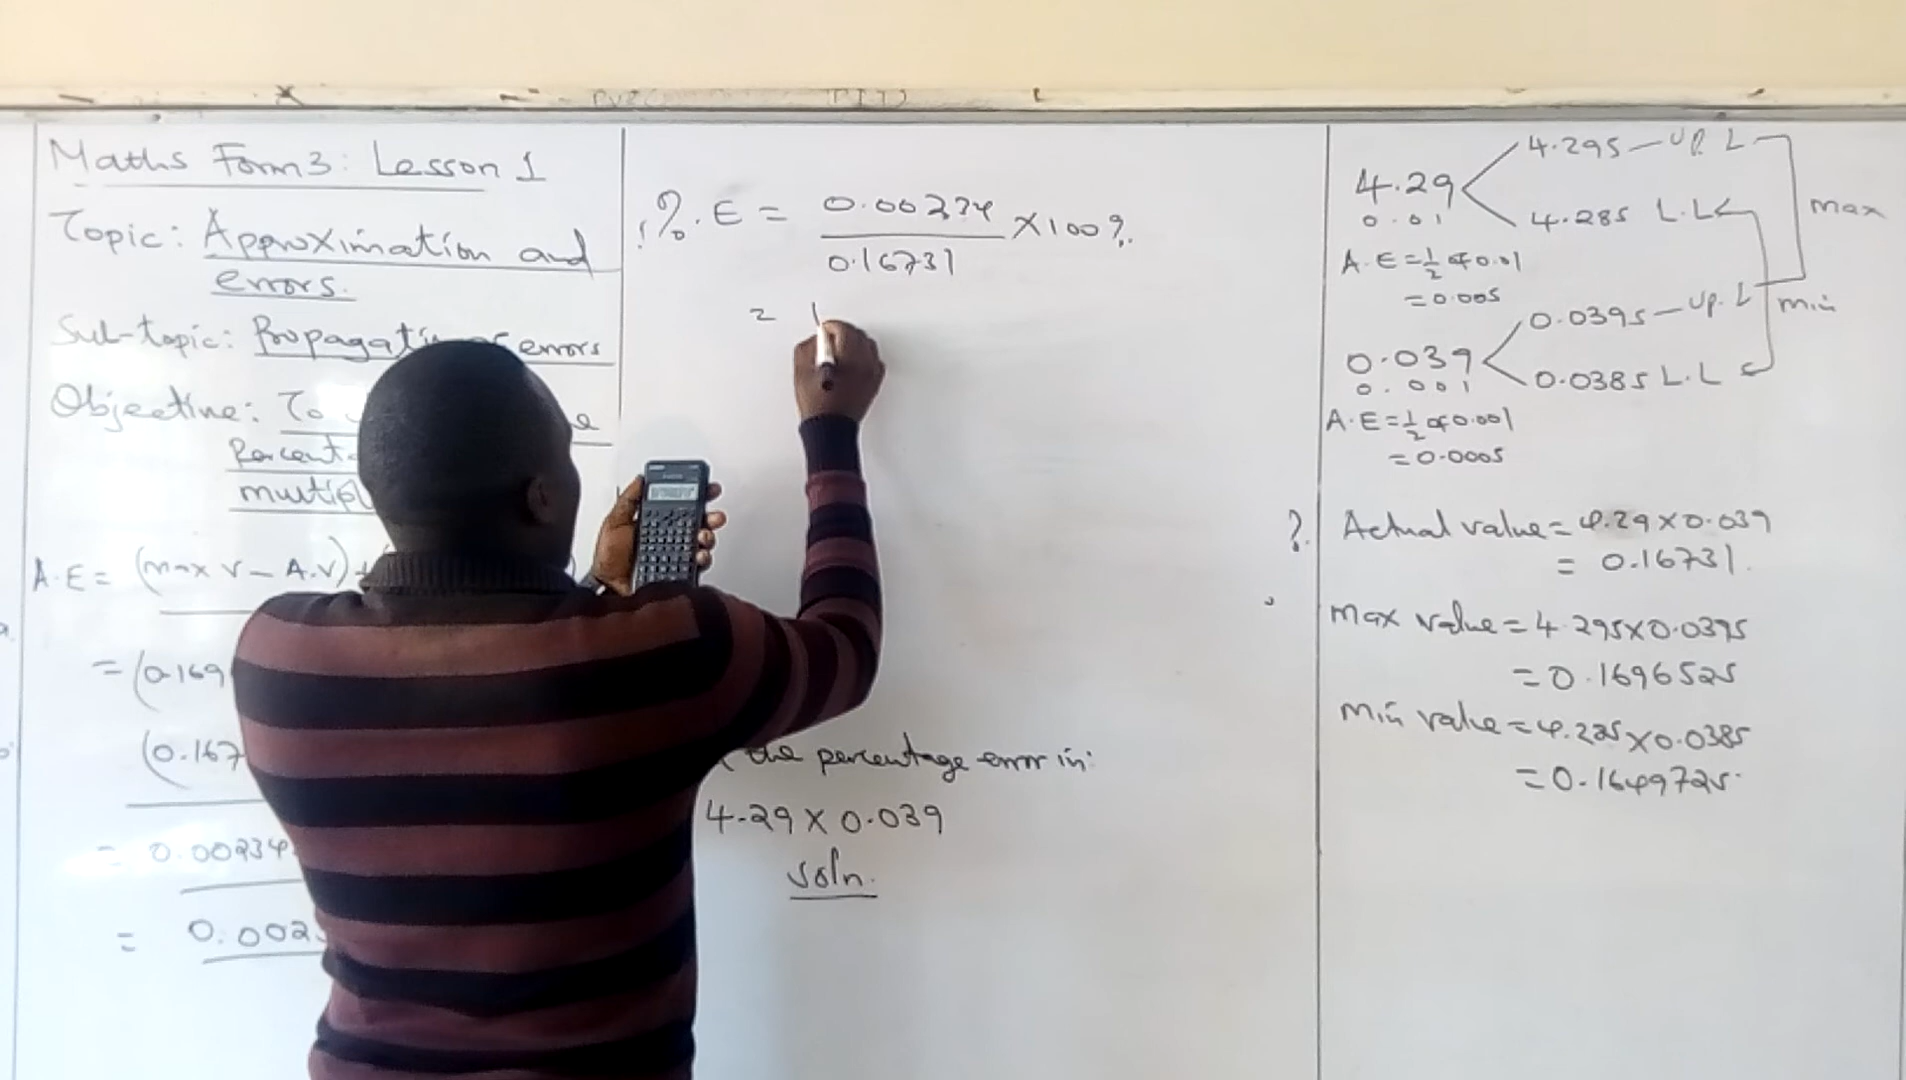 Maths Form 3: Lesson 1
Topic: Approximation and
errors.
Sub-topic: Propagation of errors
Objective: To
Percent
multipl
A.E = (max V - A.V) +
= (0.169
(0.167
= 0.00234
= 0.002
%.E = 0.00234 × 100%
0.16731
=
the percentage error in:
4.29 × 0.039
Soln.
4.29
4.295 - Up. L
4.285 L.L
max
0.01
A.E = 1/2 of 0.01
= 0.005
0.039
0.0395 - Up. L
0.0385 L.L
min
0.001
A.E = 1/2 of 0.001
= 0.0005
?. Actual value = 4.29 × 0.039
= 0.16731.
Max value = 4.295 × 0.0395
= 0.1696525
Min value = 4.285 × 0.0385
= 0.1649725